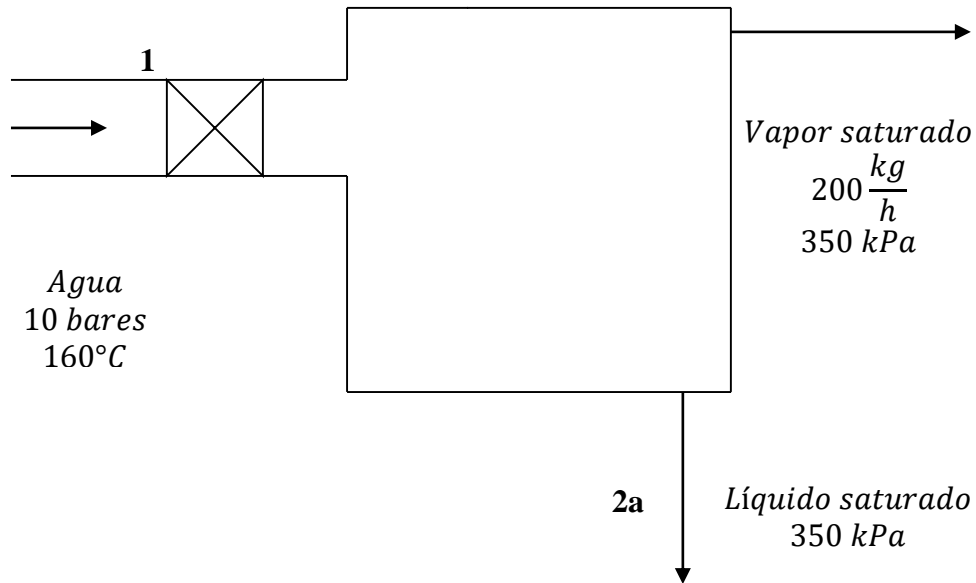 1
Vapor saturado
200 kg/h
350 kPa
Agua
10 bares
160°C
2a
Líquido saturado
350 kPa